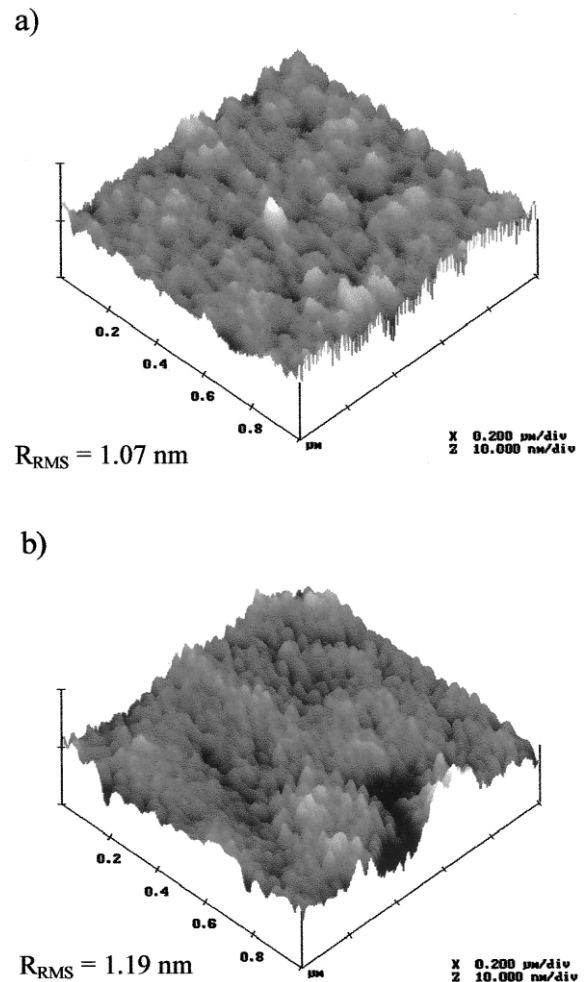 a)
0.2
0.4
0.6
0.8
µm
X 0.200 µm/div
Z 10.000 nm/div
R_RMS = 1.07 nm
b)
0.2
0.4
0.6
0.8
µm
X 0.200 µm/div
Z 10.000 nm/div
R_RMS = 1.19 nm